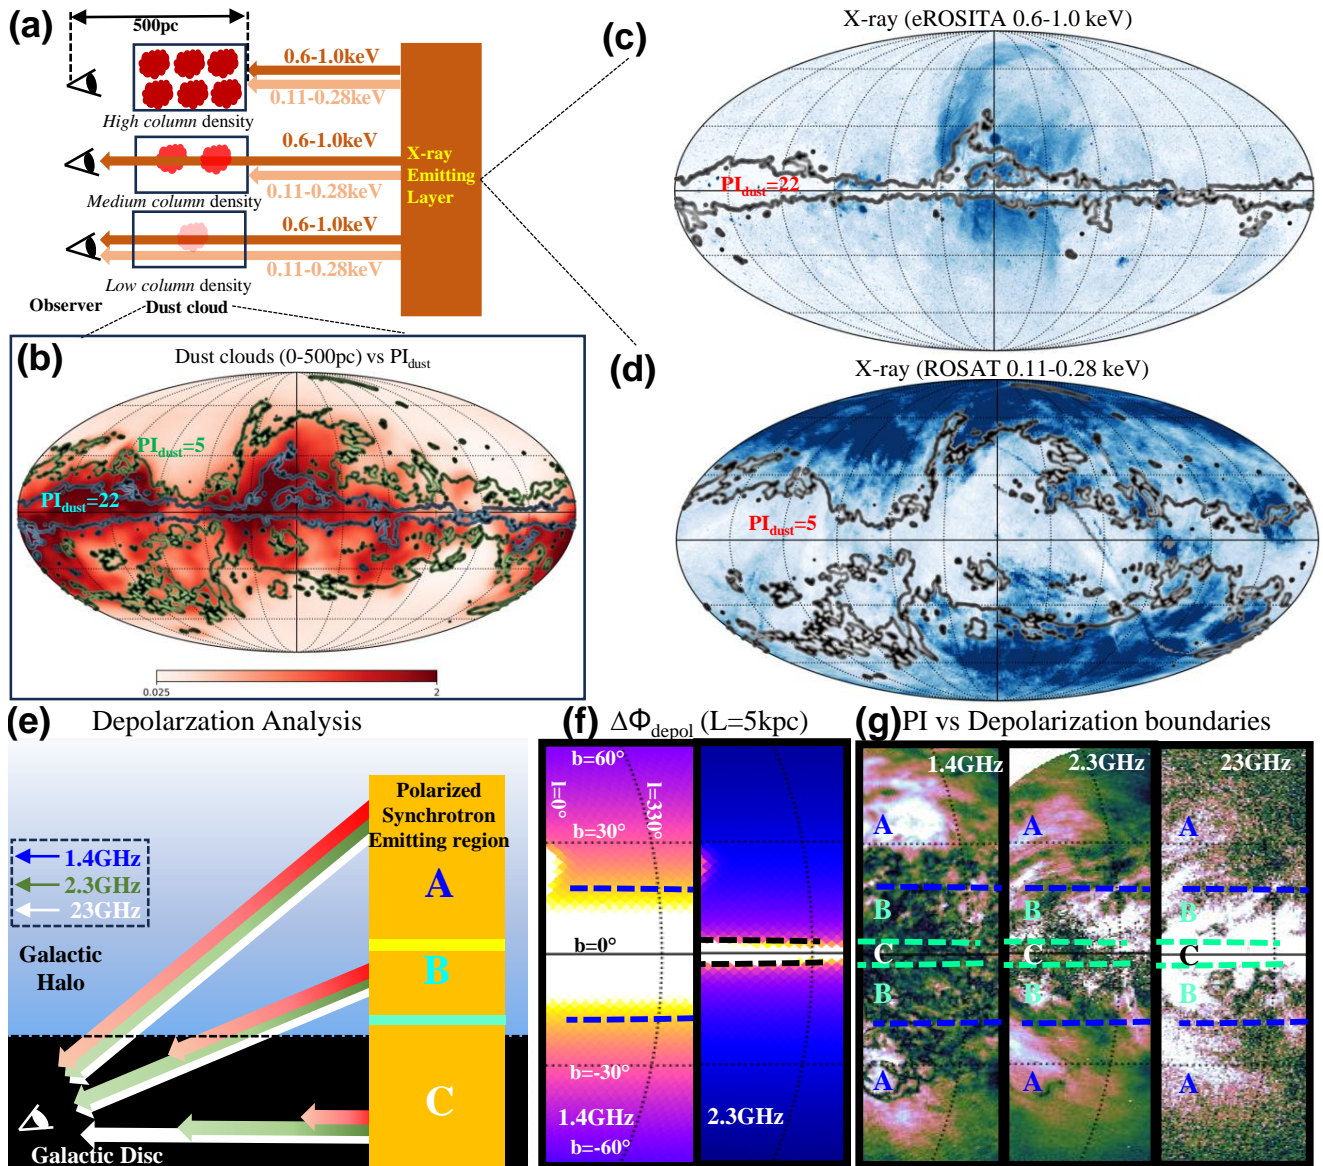 (a)
500pc
0.6-1.0keV
0.11-0.28keV
High column density
0.6-1.0keV
0.11-0.28keV
Medium column density
0.6-1.0keV
0.11-0.28keV
Low column density
X-ray
Emitting
Layer
Observer
Dust cloud
(b)
Dust clouds (0-500pc) vs PIdust
PIdust=5
PIdust=22
0.025
2
(c)
X-ray (eROSITA 0.6-1.0 keV)
PIdust=22
(d)
X-ray (ROSAT 0.11-0.28 keV)
PIdust=5
(e)
Depolarzation Analysis
Polarized
Synchrotron
Emitting region
A
B
C
1.4GHz
2.3GHz
23GHz
Galactic
Halo
Galactic Disc
(f)
ΔΦdepol (L=5kpc)
b=60°
l=0°
l=330°
b=30°
b=0°
b=-30°
1.4GHz
b=-60°
2.3GHz
(g)
PI vs Depolarization boundaries
1.4GHz
A
B
C
B
A
2.3GHz
A
B
C
B
A
23GHz
A
B
C
B
A